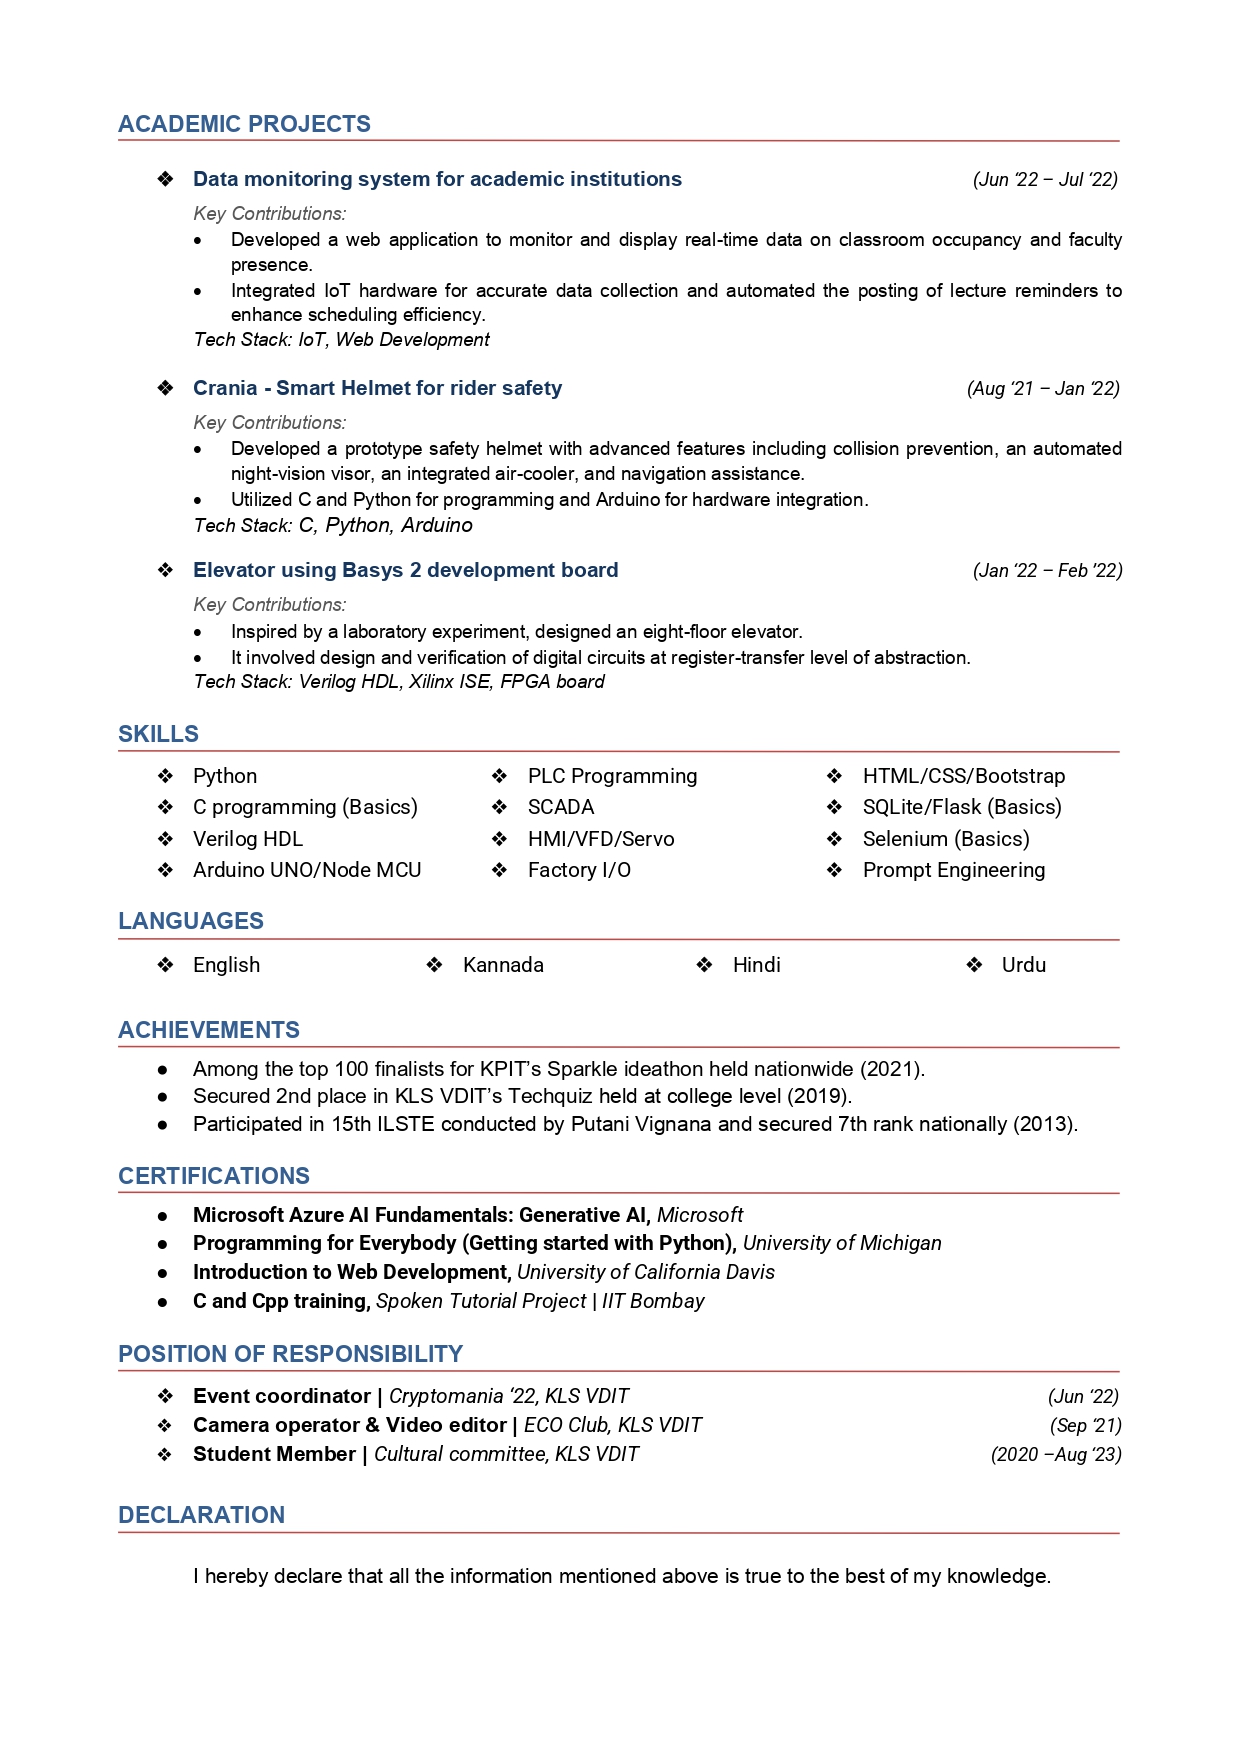 ACADEMIC PROJECTS
❖ Data monitoring system for academic institutions (Jun ‘22 – Jul ‘22)
Key Contributions:
• Developed a web application to monitor and display real-time data on classroom occupancy and faculty
presence.
• Integrated IoT hardware for accurate data collection and automated the posting of lecture reminders to
enhance scheduling efficiency.
Tech Stack: IoT, Web Development
❖ Crania - Smart Helmet for rider safety (Aug ‘21 – Jan ‘22)
Key Contributions:
• Developed a prototype safety helmet with advanced features including collision prevention, an automated
night-vision visor, an integrated air-cooler, and navigation assistance.
• Utilized C and Python for programming and Arduino for hardware integration.
Tech Stack: C, Python, Arduino
❖ Elevator using Basys 2 development board (Jan ‘22 – Feb ’22)
Key Contributions:
• Inspired by a laboratory experiment, designed an eight-floor elevator.
• It involved design and verification of digital circuits at register-transfer level of abstraction.
Tech Stack: Verilog HDL, Xilinx ISE, FPGA board
SKILLS
❖ Python ❖ PLC Programming ❖ HTML/CSS/Bootstrap
❖ C programming (Basics) ❖ SCADA ❖ SQLite/Flask (Basics)
❖ Verilog HDL ❖ HMI/VFD/Servo ❖ Selenium (Basics)
❖ Arduino UNO/Node MCU ❖ Factory I/O ❖ Prompt Engineering
LANGUAGES
❖ English ❖ Kannada ❖ Hindi ❖ Urdu
ACHIEVEMENTS
● Among the top 100 finalists for KPIT’s Sparkle ideathon held nationwide (2021).
● Secured 2nd place in KLS VDIT’s Techquiz held at college level (2019).
● Participated in 15th ILSTE conducted by Putani Vignana and secured 7th rank nationally (2013).
CERTIFICATIONS
● Microsoft Azure AI Fundamentals: Generative AI, Microsoft
● Programming for Everybody (Getting started with Python), University of Michigan
● Introduction to Web Development, University of California Davis
● C and Cpp training, Spoken Tutorial Project | IIT Bombay
POSITION OF RESPONSIBILITY
❖ Event coordinator | Cryptomania ‘22, KLS VDIT (Jun ‘22)
❖ Camera operator & Video editor | ECO Club, KLS VDIT (Sep ‘21)
❖ Student Member | Cultural committee, KLS VDIT (2020 –Aug ‘23)
DECLARATION
I hereby declare that all the information mentioned above is true to the best of my knowledge.